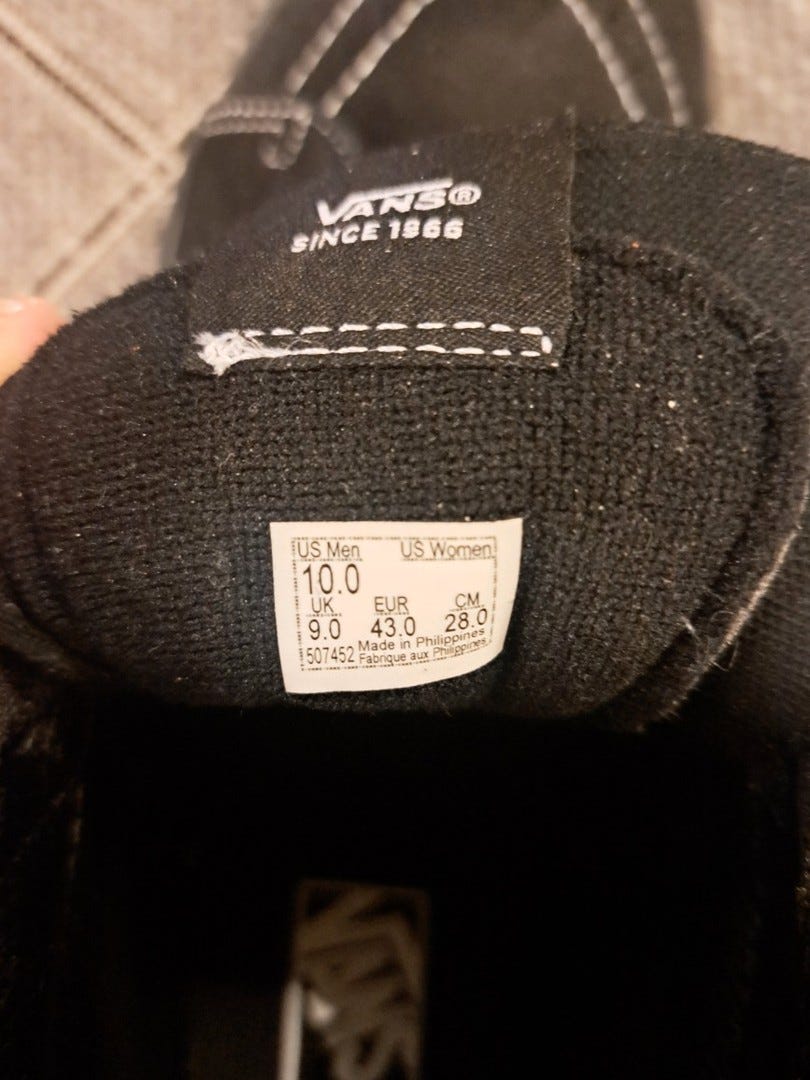 VANS®
SINCE 1966
US Men US Women
10.0
UK EUR CM
9.0 43.0 28.0
507452 Made in Philippines
Fabrique aux Philippines
VANS